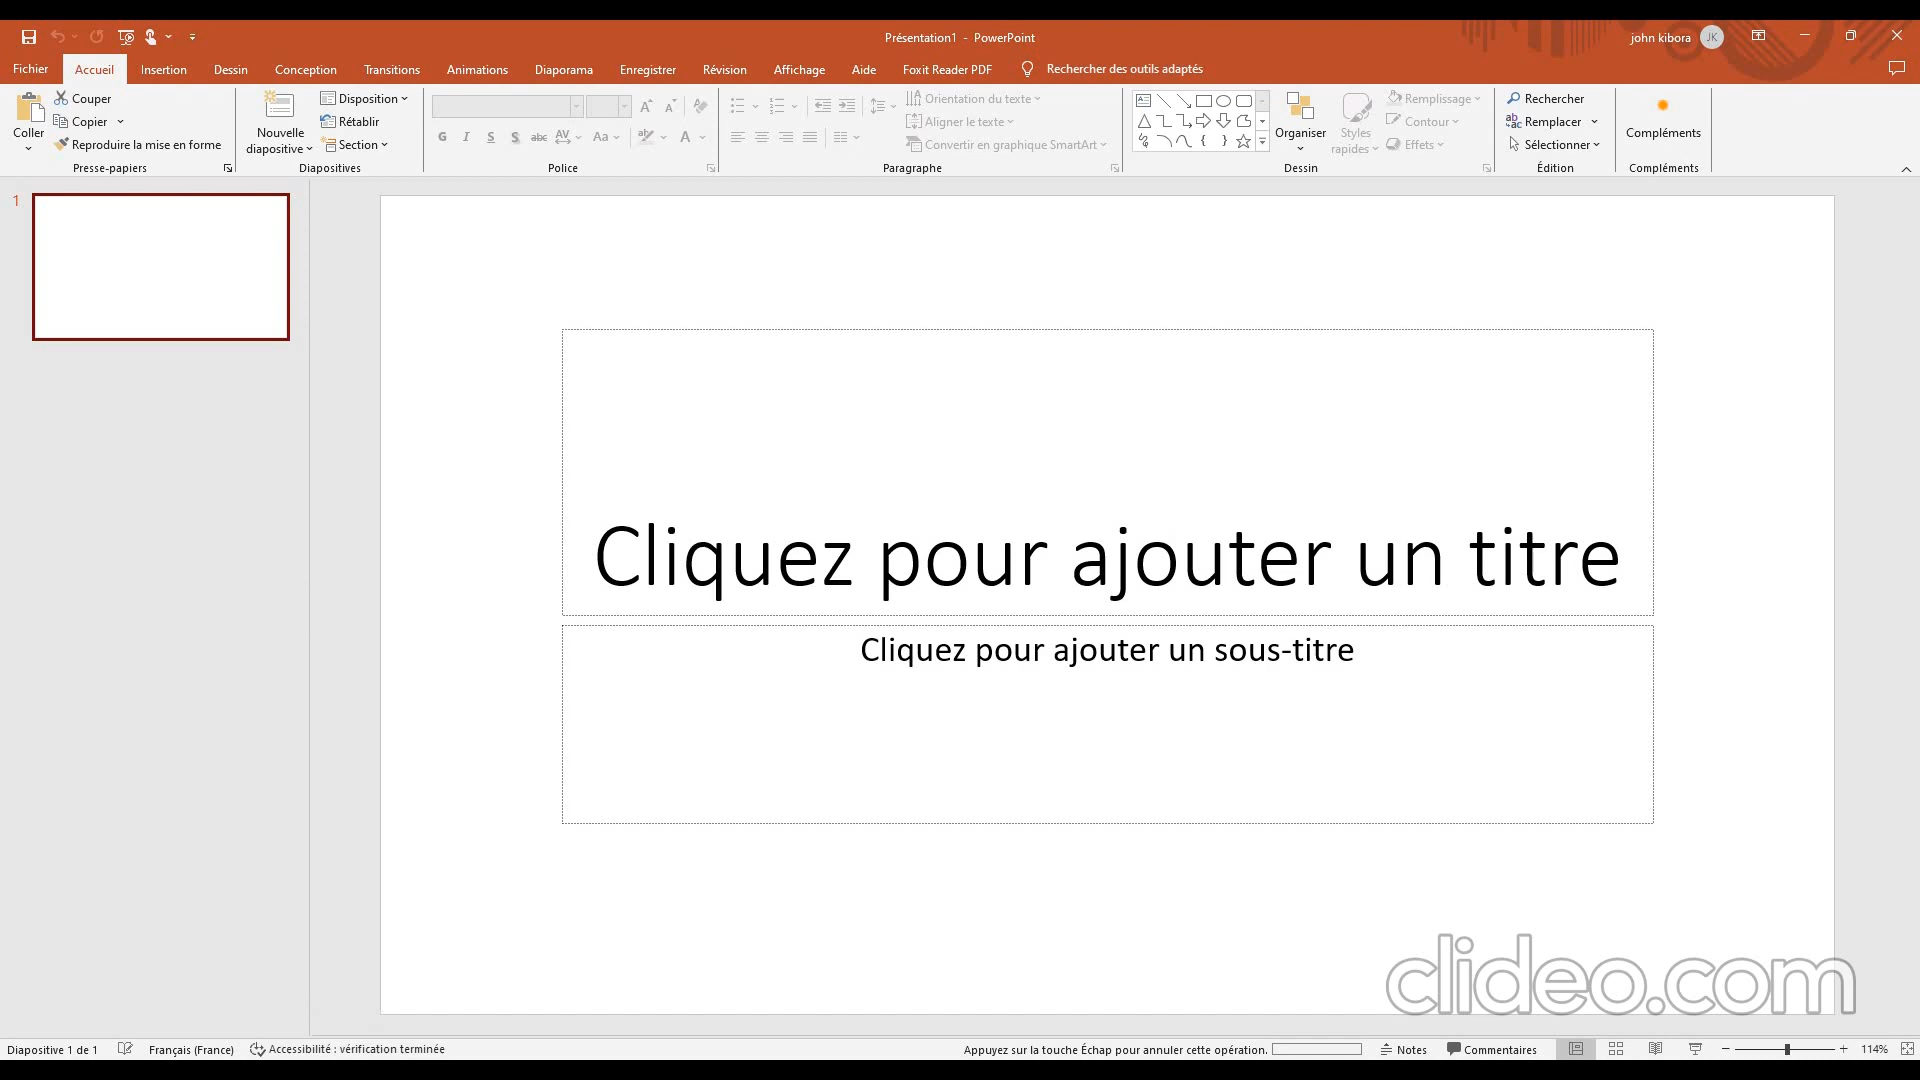 Présentation1 - PowerPoint
john kibora
JK
Fichier Accueil Insertion Dessin Conception Transitions Animations Diaporama Enregistrer Révision Affichage Aide Foxit Reader PDF Rechercher des outils adaptés
Coller
Couper
Copier
Reproduire la mise en forme
Presse-papiers
Nouvelle
diapositive
Disposition
Rétablir
Section
Diapositives
G I S S abc AV Aa A
Police
Orientation du texte
Aligner le texte
Convertir en graphique SmartArt
Paragraphe
Organiser
Styles
rapides
Remplissage
Contour
Effets
Dessin
Rechercher
Remplacer
Sélectionner
Édition
Compléments
Compléments
1
Cliquez pour ajouter un titre
Cliquez pour ajouter un sous-titre
clideo.com
Diapositive 1 de 1 Français (France) Accessibilité : vérification terminée Appuyez sur la touche Échap pour annuler cette opération. Notes Commentaires 114%